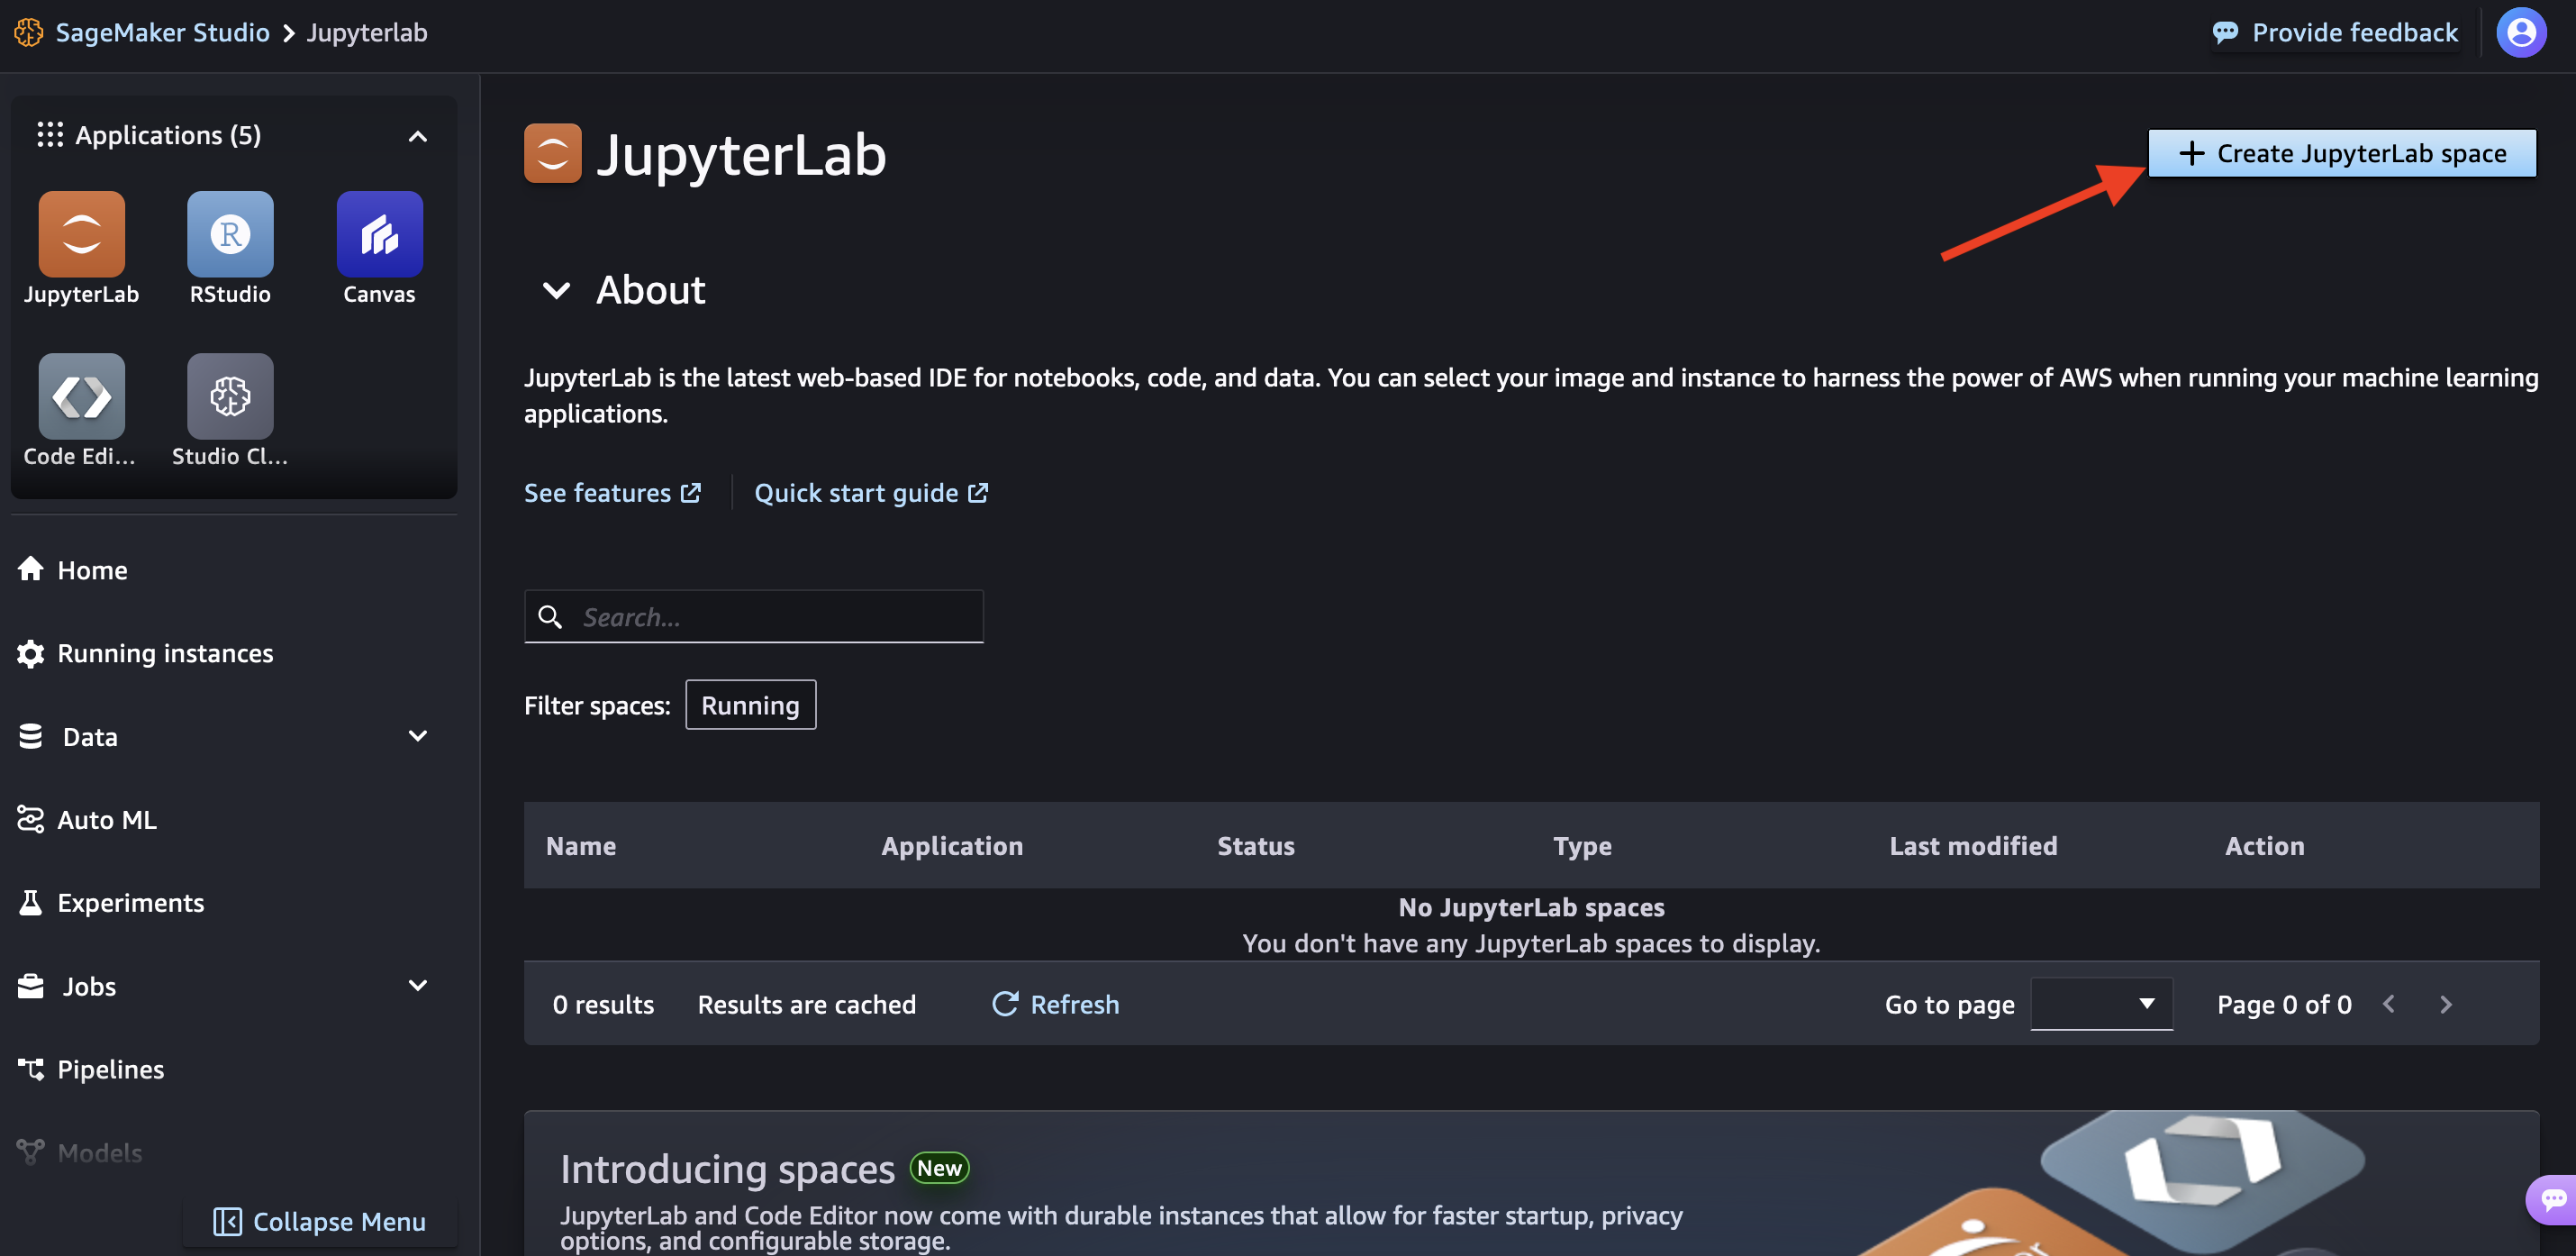 SageMaker Studio > Jupyterlab
Provide feedback
Applications (5)
JupyterLab
R
RStudio
Canvas
Code Edi...
Studio Cl...
Home
Running instances
Data
Auto ML
Experiments
Jobs
Pipelines
Models
Collapse Menu
JupyterLab
+ Create JupyterLab space
About
JupyterLab is the latest web-based IDE for notebooks, code, and data. You can select your image and instance to harness the power of AWS when running your machine learning
applications.
See features
Quick start guide
Search...
Filter spaces: Running
Name Application Status Type Last modified Action
No JupyterLab spaces
You don't have any JupyterLab spaces to display.
0 results Results are cached Refresh Go to page Page 0 of 0
Introducing spaces New
JupyterLab and Code Editor now come with durable instances that allow for faster startup, privacy
options, and configurable storage.